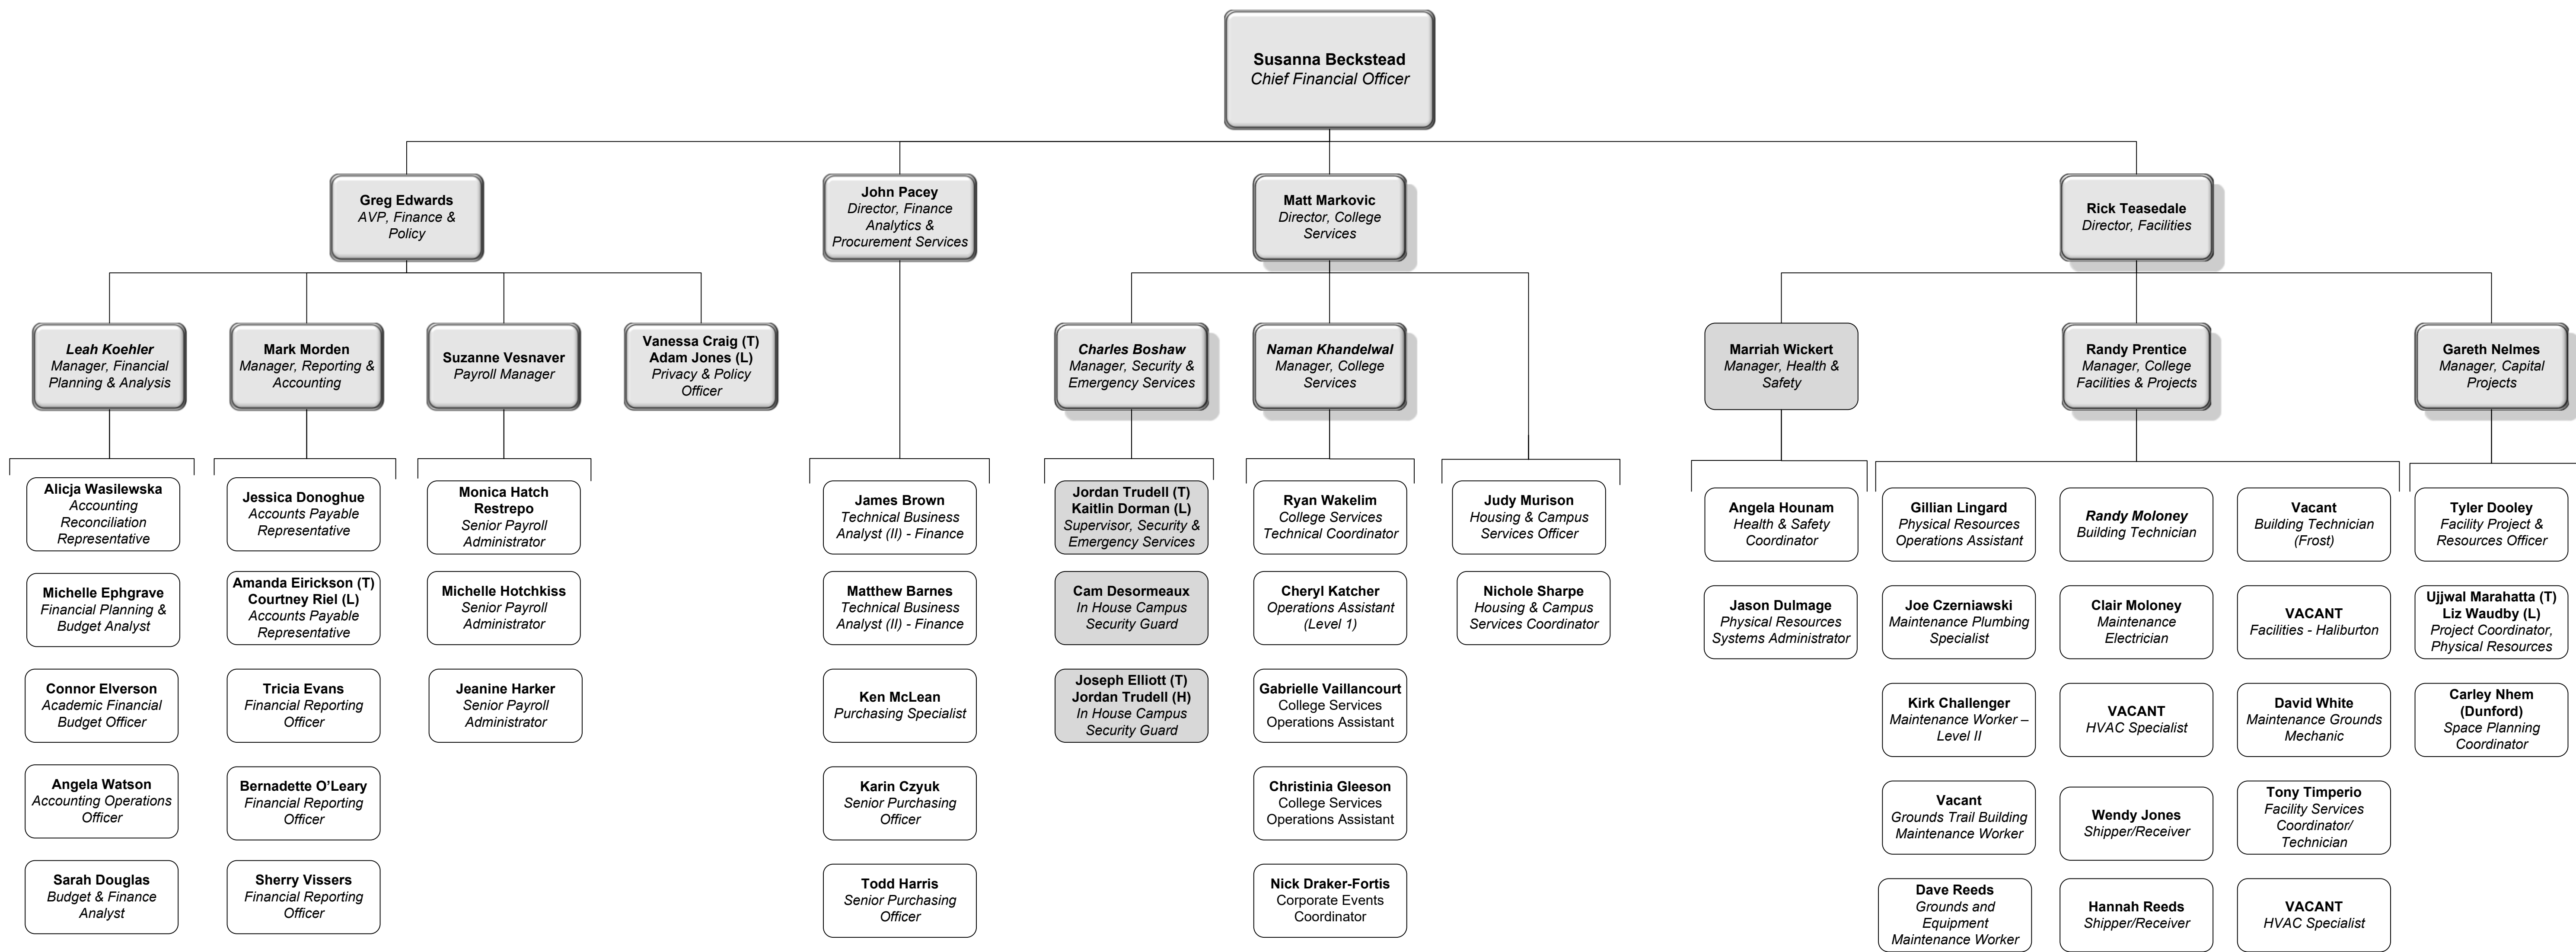 Susanna Beckstead
Chief Financial Officer
Greg Edwards
AVP, Finance &
Policy
John Pacey
Director, Finance
Analytics &
Procurement Services
Matt Markovic
Director, College
Services
Rick Teasedale
Director, Facilities
Leah Koehler
Manager, Financial
Planning & Analysis
Mark Morden
Manager, Reporting &
Accounting
Suzanne Vesnaver
Payroll Manager
Vanessa Craig (T)
Adam Jones (L)
Privacy & Policy
Officer
Charles Boshaw
Manager, Security &
Emergency Services
Naman Khandelwal
Manager, College
Services
Marriah Wickert
Manager, Health &
Safety
Randy Prentice
Manager, College
Facilities & Projects
Gareth Nelmes
Manager, Capital
Projects
Alicja Wasilewska
Accounting
Reconciliation
Representative
Michelle Ephgrave
Financial Planning &
Budget Analyst
Connor Elverson
Academic Financial
Budget Officer
Angela Watson
Accounting Operations
Officer
Sarah Douglas
Budget & Finance
Analyst
Jessica Donoghue
Accounts Payable
Representative
Amanda Eirickson (T)
Courtney Riel (L)
Accounts Payable
Representative
Tricia Evans
Financial Reporting
Officer
Bernadette O’Leary
Financial Reporting
Officer
Sherry Vissers
Financial Reporting
Officer
Monica Hatch
Restrepo
Senior Payroll
Administrator
Michelle Hotchkiss
Senior Payroll
Administrator
Jeanine Harker
Senior Payroll
Administrator
James Brown
Technical Business
Analyst (II) - Finance
Matthew Barnes
Technical Business
Analyst (II) - Finance
Ken McLean
Purchasing Specialist
Karin Czyuk
Senior Purchasing
Officer
Todd Harris
Senior Purchasing
Officer
Jordan Trudell (T)
Kaitlin Dorman (L)
Supervisor, Security &
Emergency Services
Cam Desormeaux
In House Campus
Security Guard
Joseph Elliott (T)
Jordan Trudell (H)
In House Campus
Security Guard
Ryan Wakelim
College Services
Technical Coordinator
Cheryl Katcher
Operations Assistant
(Level 1)
Gabrielle Vaillancourt
College Services
Operations Assistant
Christinia Gleeson
College Services
Operations Assistant
Nick Draker-Fortis
Corporate Events
Coordinator
Judy Murison
Housing & Campus
Services Officer
Nichole Sharpe
Housing & Campus
Services Coordinator
Angela Hounam
Health & Safety
Coordinator
Jason Dulmage
Physical Resources
Systems Administrator
Gillian Lingard
Physical Resources
Operations Assistant
Joe Czerniawski
Maintenance Plumbing
Specialist
Kirk Challenger
Maintenance Worker –
Level II
Vacant
Grounds Trail Building
Maintenance Worker
Dave Reeds
Grounds and
Equipment
Maintenance Worker
Randy Moloney
Building Technician
Clair Moloney
Maintenance
Electrician
VACANT
HVAC Specialist
Wendy Jones
Shipper/Receiver
Hannah Reeds
Shipper/Receiver
Vacant
Building Technician
(Frost)
VACANT
Facilities - Haliburton
David White
Maintenance Grounds
Mechanic
Tony Timperio
Facility Services
Coordinator/
Technician
VACANT
HVAC Specialist
Tyler Dooley
Facility Project &
Resources Officer
Ujjwal Marahatta (T)
Liz Waudby (L)
Project Coordinator,
Physical Resources
Carley Nhem
(Dunford)
Space Planning
Coordinator